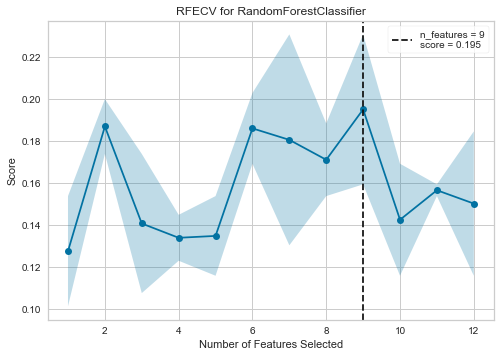 RFECV for RandomForestClassifier
n_features = 9
score = 0.195
0.22
0.20
0.18
0.16
0.14
0.12
0.10
Score
2
4
6
8
10
12
Number of Features Selected